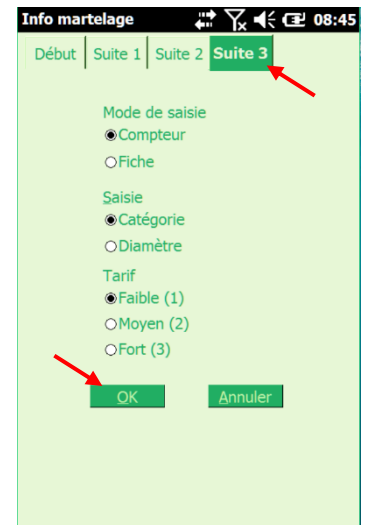 Info martelage 08:45
Début Suite 1 Suite 2 Suite 3
Mode de saisie
Compteur
Fiche
Saisie
Catégorie
Diamètre
Tarif
Faible (1)
Moyen (2)
Fort (3)
OK Annuler